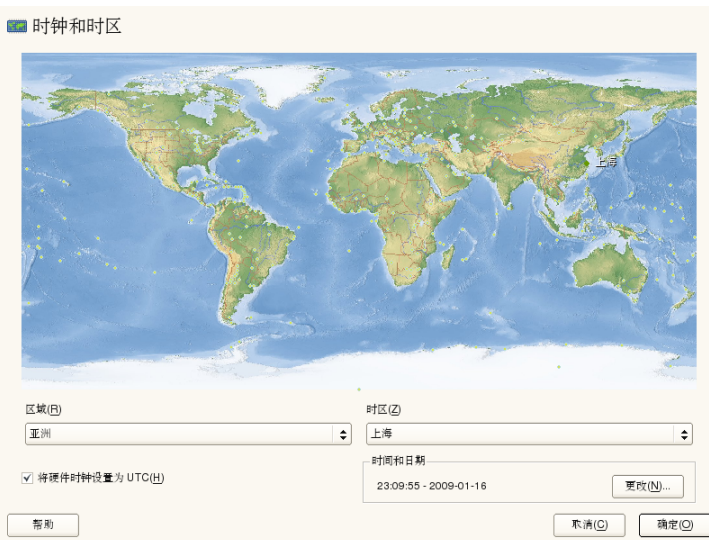 时钟和时区
上海
区域(R)
时区(Z)
亚洲
上海
将硬件时钟设置为 UTC(H)
时间和日期
23:09:55 - 2009-01-16
更改(N)...
帮助
取消(C)
确定(O)